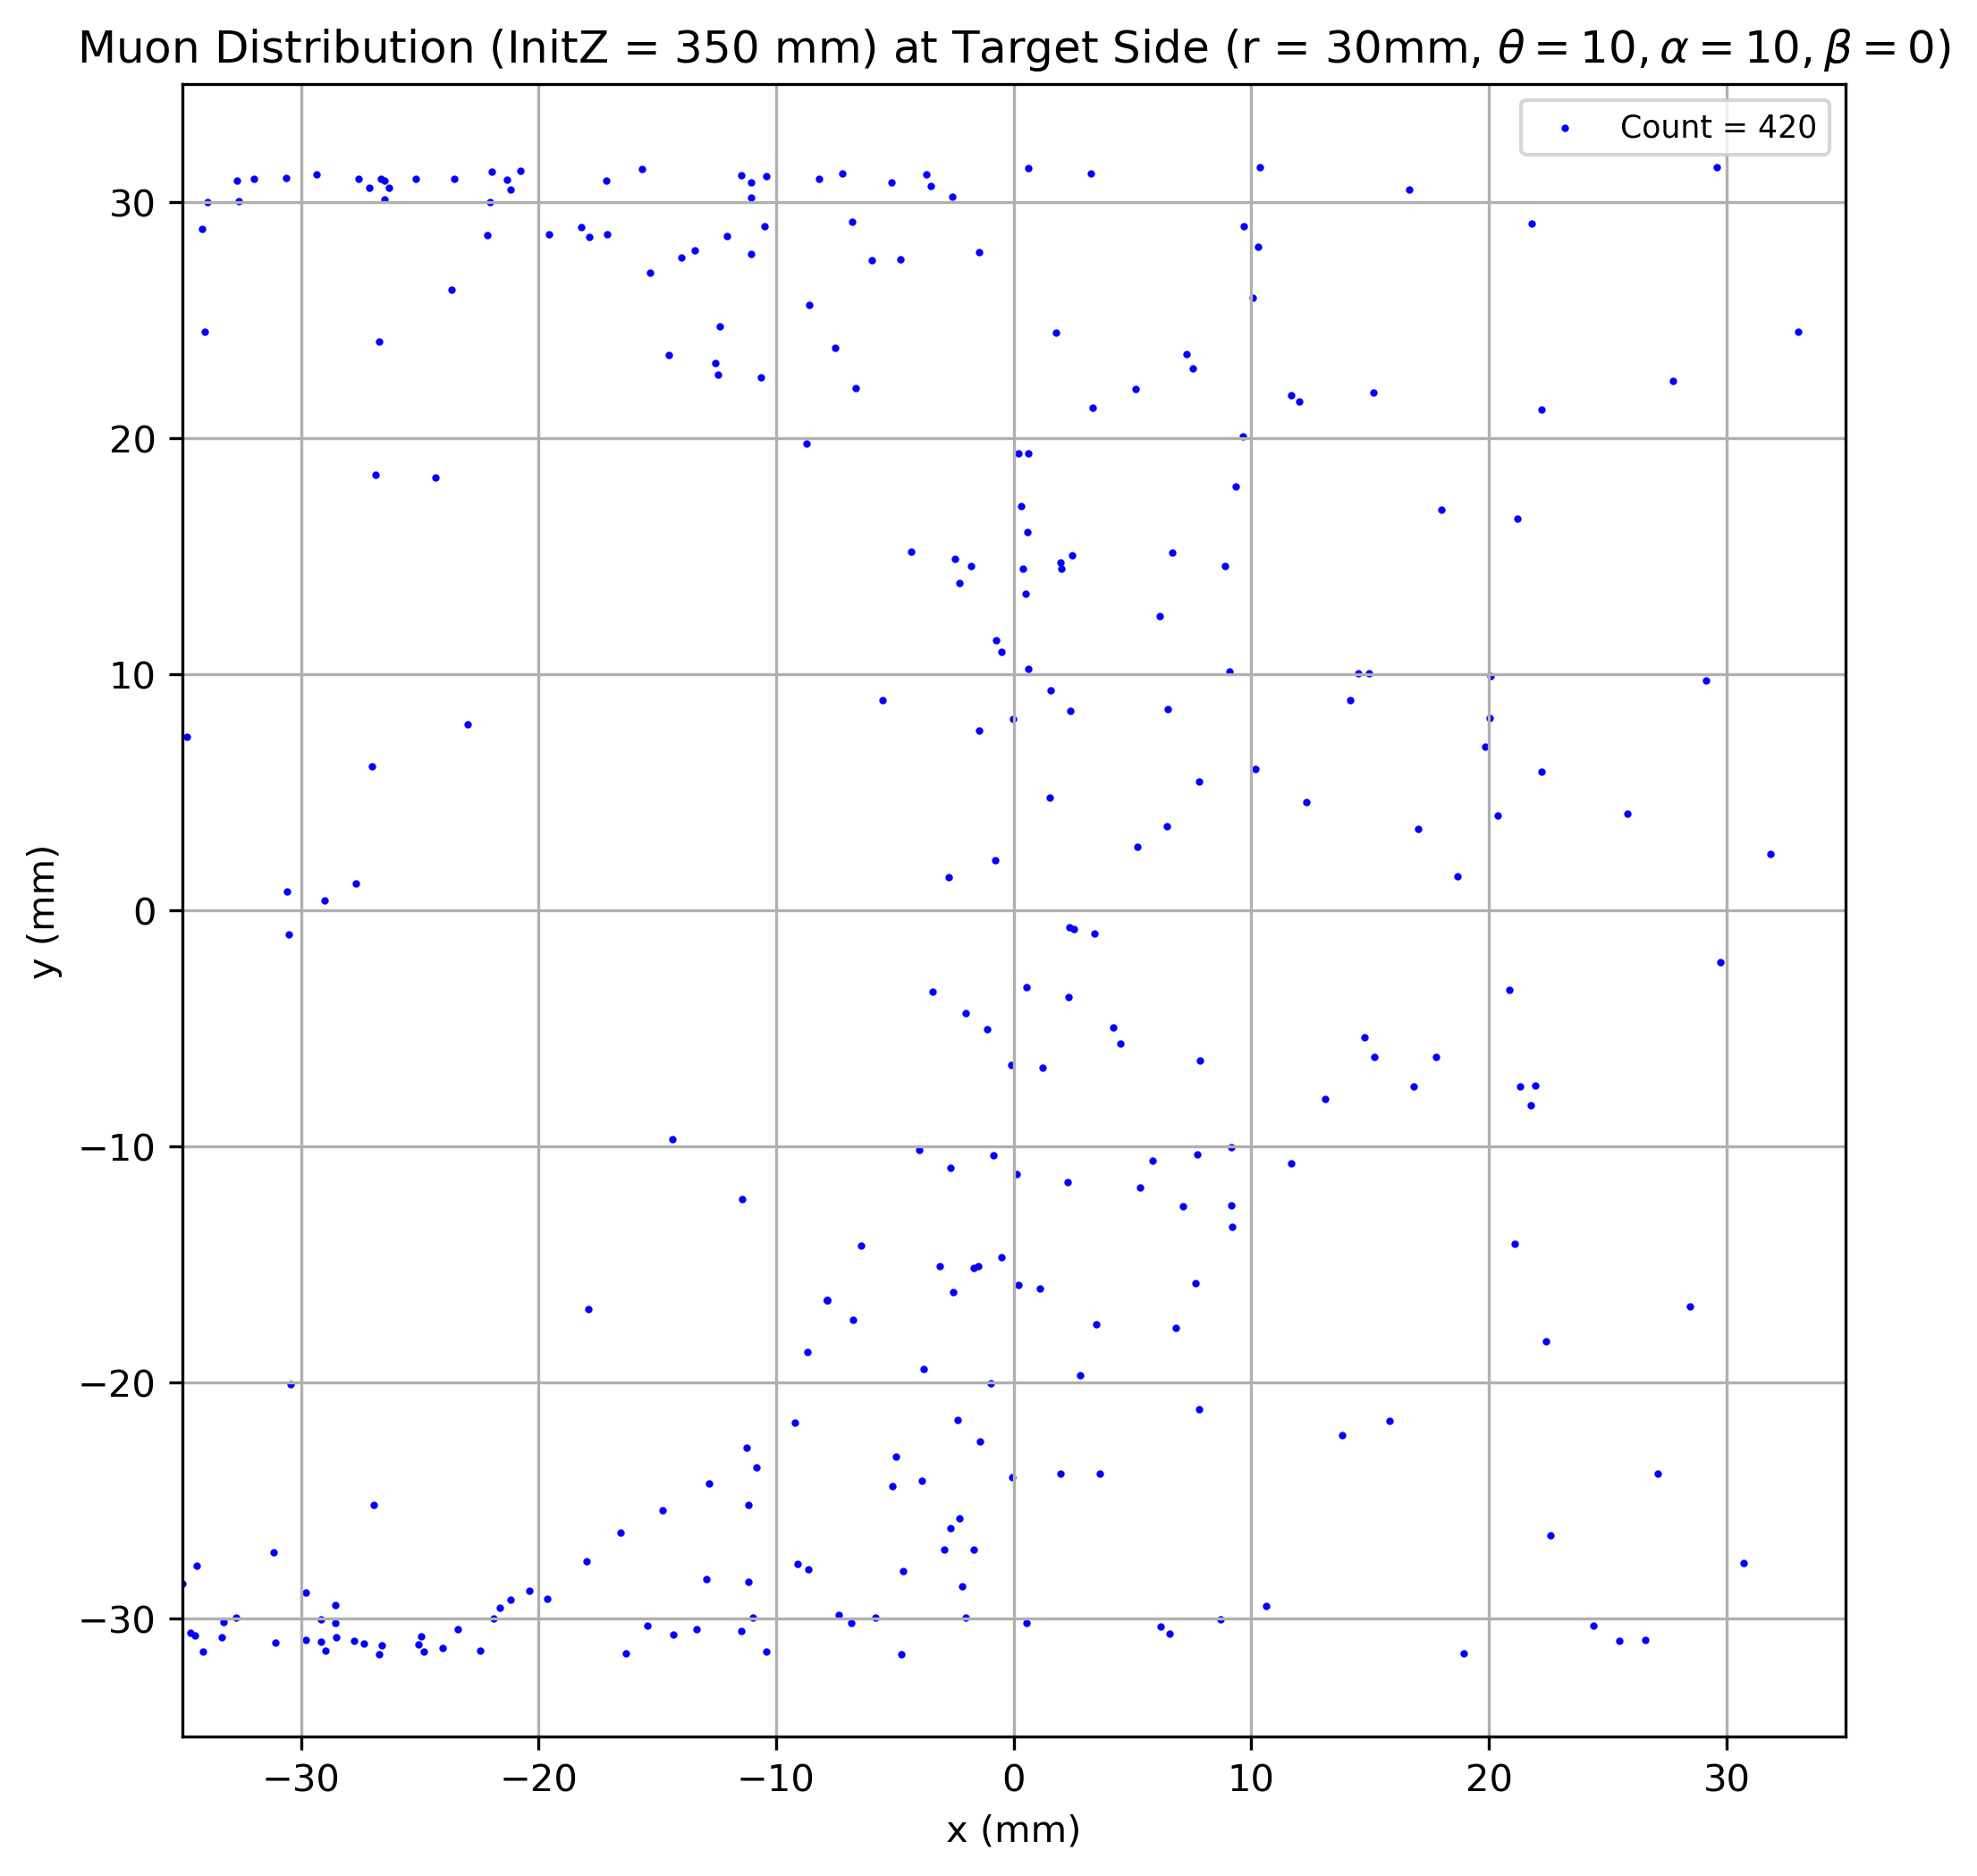 Muon Distribution (InitZ = 350 mm) at Target Side (r = 30mm, θ = 10, α = 10, β = 0)
Count = 420
30
20
10
0
−10
−20
−30
y (mm)
−30 −20 −10 0 10 20 30
x (mm)